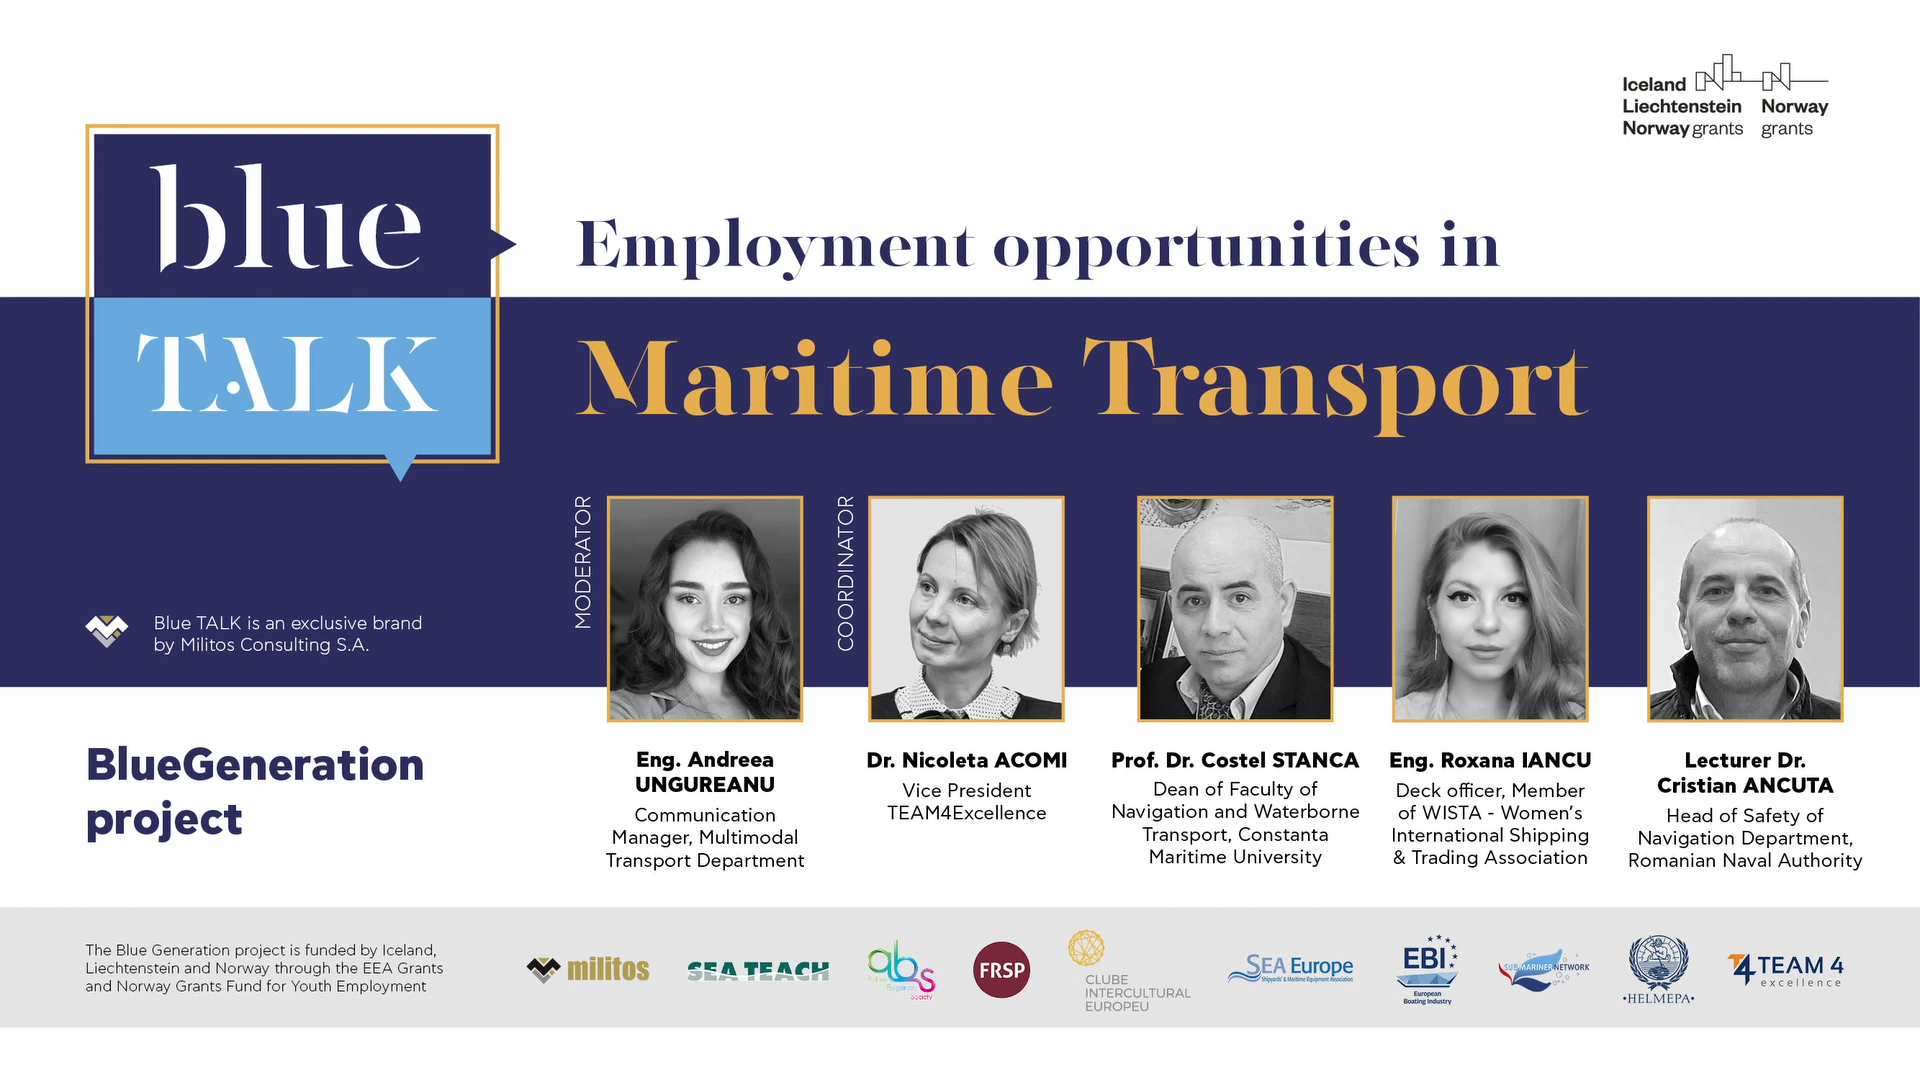 Iceland
Liechtenstein
Norway grants
Norway
grants
blue
TALK
Employment opportunities in
Maritime Transport
MODERATOR
COORDINATOR
Blue TALK is an exclusive brand
by Militos Consulting S.A.
BlueGeneration
project
Eng. Andreea
UNGUREANU
Communication
Manager, Multimodal
Transport Department
Dr. Nicoleta ACOMI
Vice President
TEAM4Excellence
Prof. Dr. Costel STANCA
Dean of Faculty of
Navigation and Waterborne
Transport, Constanta
Maritime University
Eng. Roxana IANCU
Deck officer, Member
of WISTA - Women's
International Shipping
& Trading Association
Lecturer Dr.
Cristian ANCUTA
Head of Safety of
Navigation Department,
Romanian Naval Authority
The Blue Generation project is funded by Iceland,
Liechtenstein and Norway through the EEA Grants
and Norway Grants Fund for Youth Employment
militos
SEA TEACH
abs
Society
FRSP
CLUBE
INTERCULTURAL
EUROPEU
SEA Europe
Shipyards' & Maritime Equipment Association
EBI
European
Boating Industry
SUBMARINER NETWORK
•HELMEPA•
T4 TEAM 4
excellence